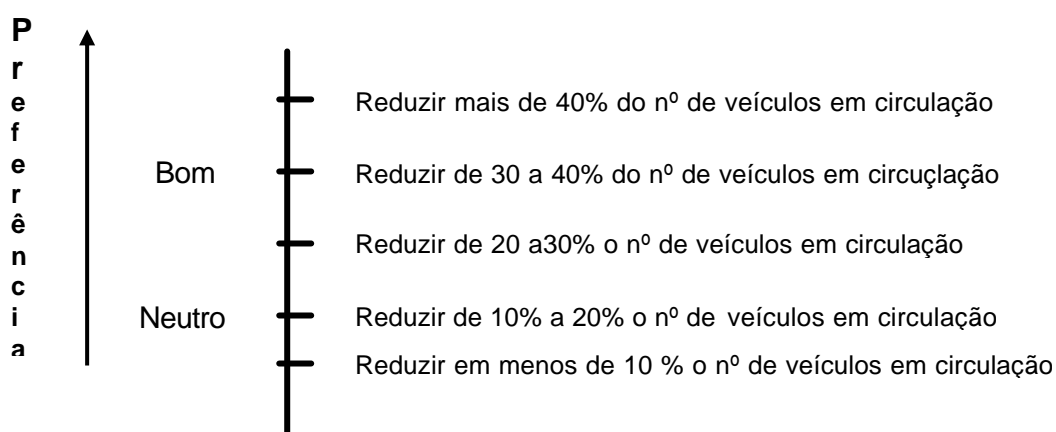 Preferência
Reduzir mais de 40% do nº de veículos em circulação
Bom
Reduzir de 30 a 40% do nº de veículos em circuçlação
Reduzir de 20 a30% o nº de veículos em circulação
Neutro
Reduzir de 10% a 20% o nº de veículos em circulação
Reduzir em menos de 10 % o nº de veículos em circulação